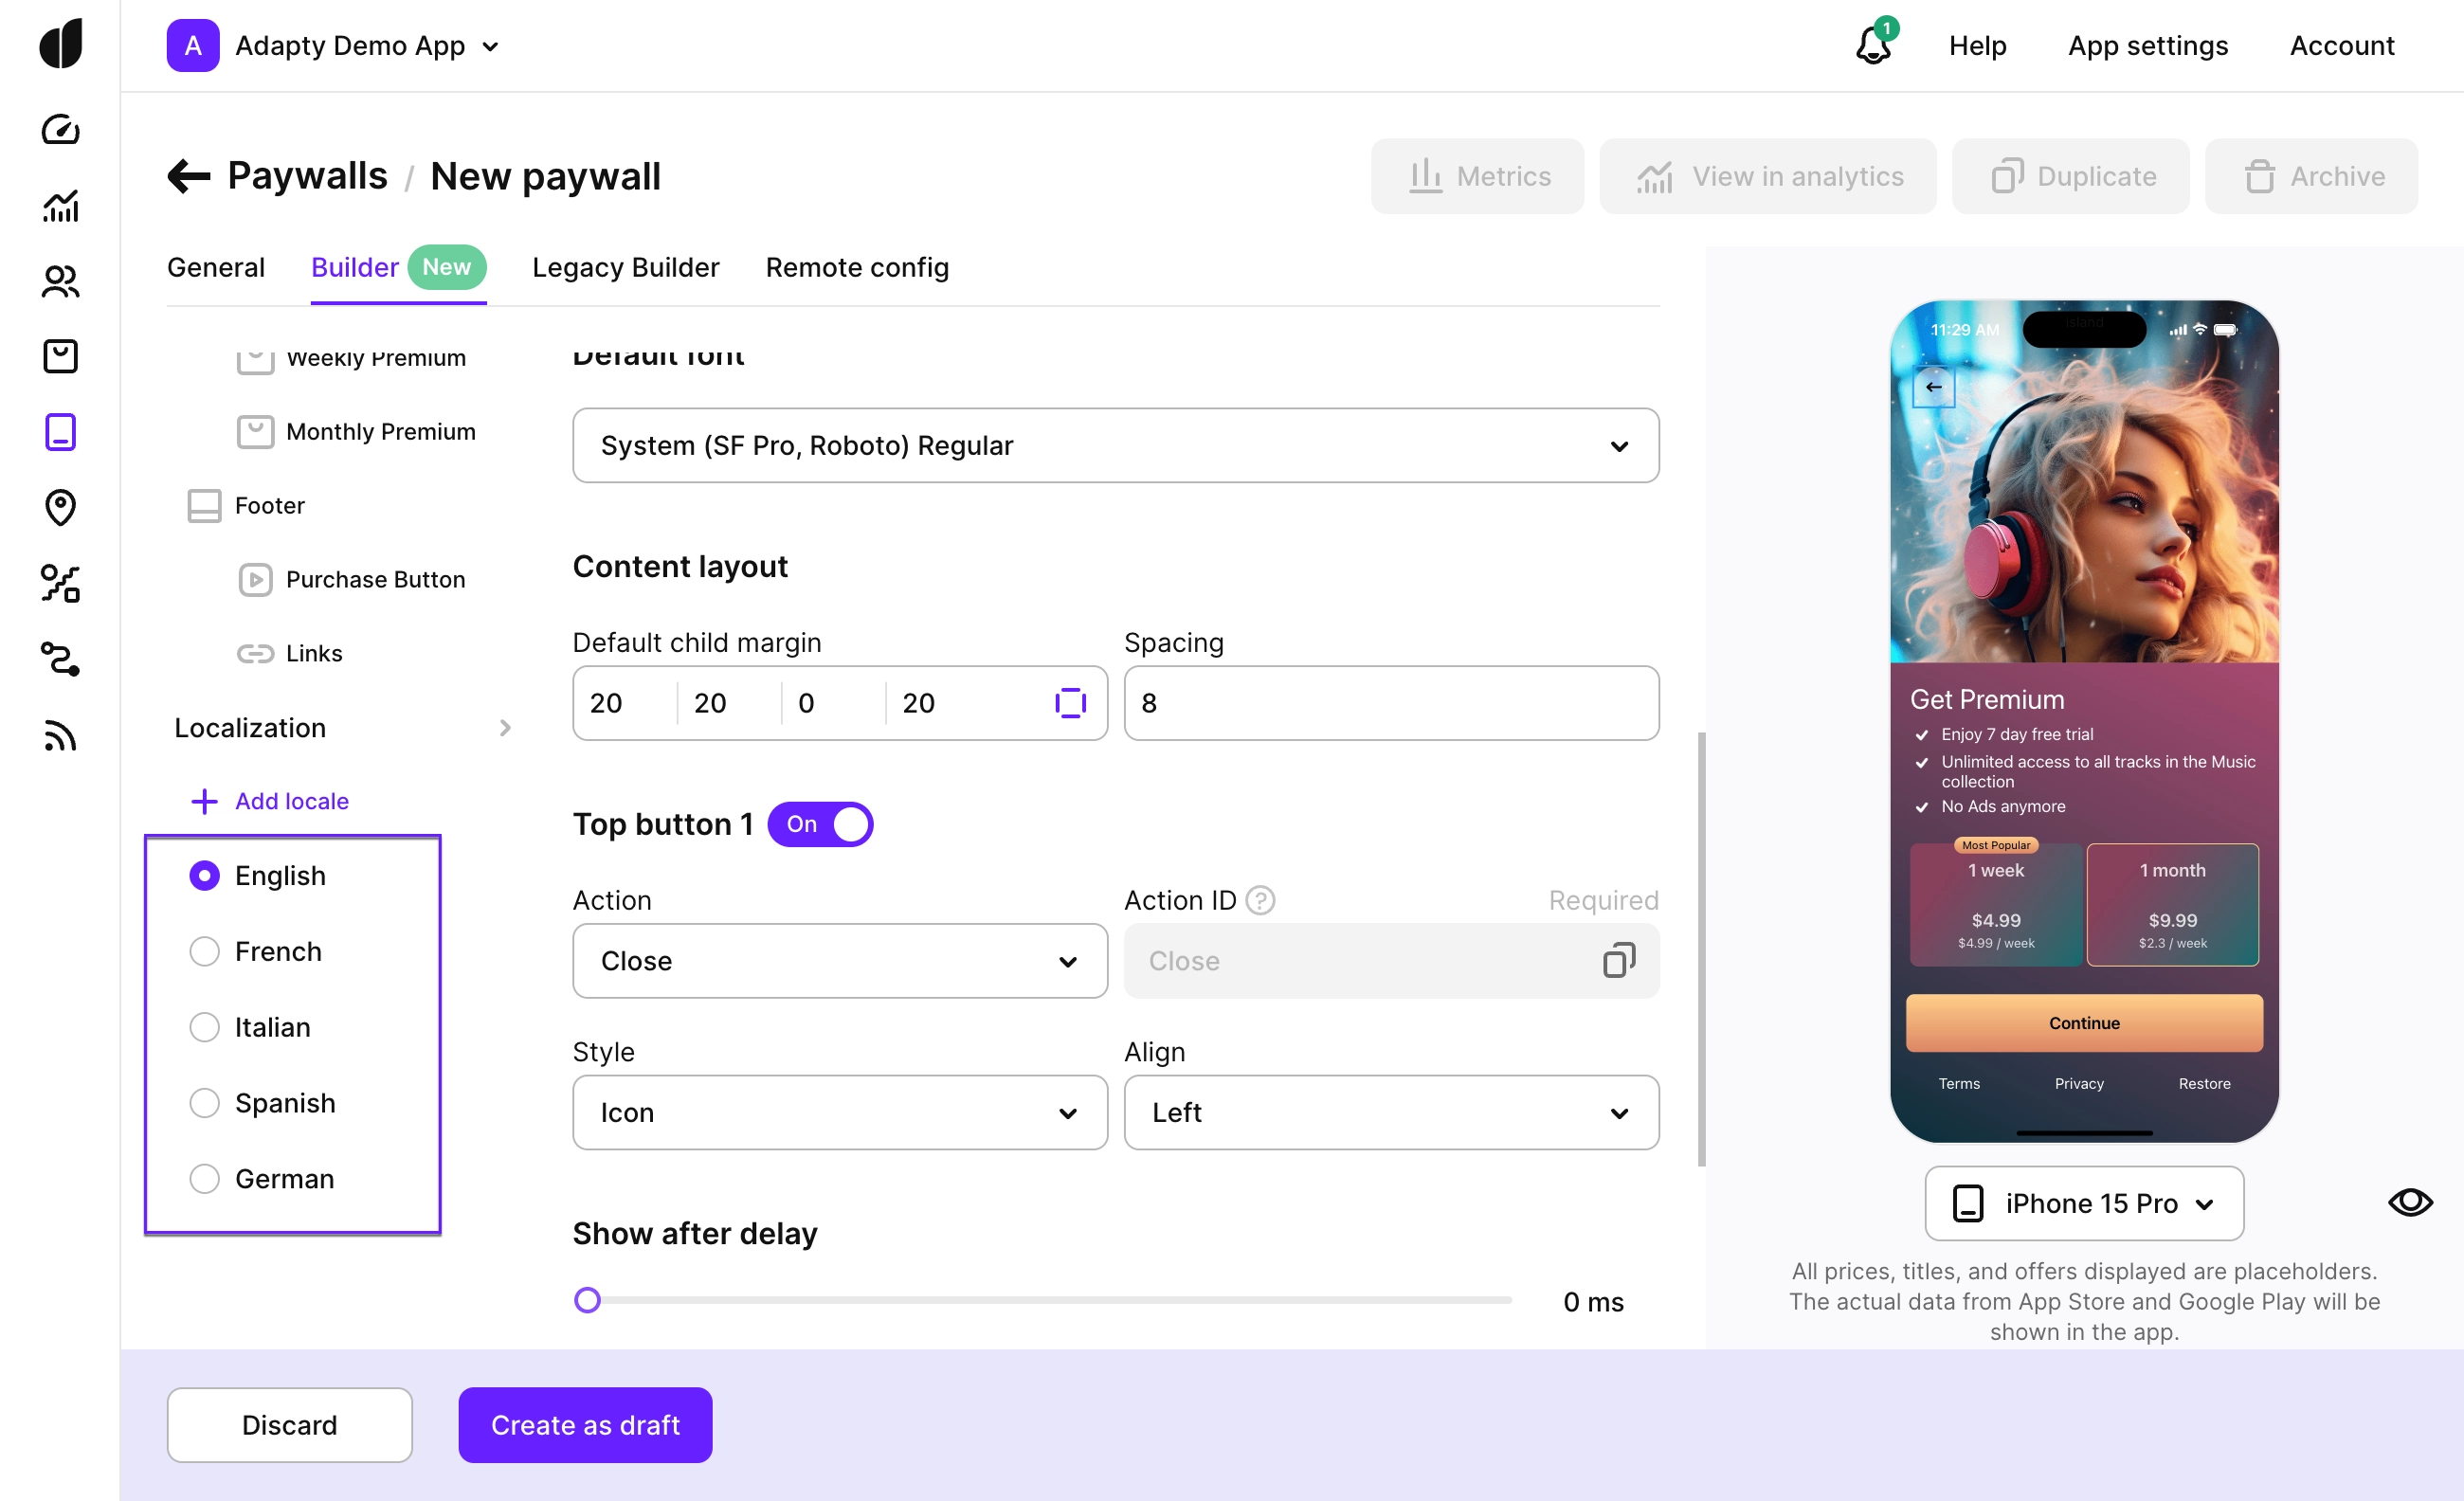 A Adapty Demo App
1
Help
App settings
Account
Paywalls / New paywall
Metrics
View in analytics
Duplicate
Archive
General
Builder
New
Legacy Builder
Remote config
Weekly Premium
Monthly Premium
Footer
Purchase Button
Links
Localization
Add locale
English
French
Italian
Spanish
German
Default font
System (SF Pro, Roboto) Regular
Content layout
Default child margin
20 20 0 20
Spacing
8
Top button 1
On
Action
Close
Action ID ?
Required
Close
Style
Icon
Align
Left
Show after delay
0 ms
11:29 AM
island
Get Premium
Enjoy 7 day free trial
Unlimited access to all tracks in the Music
collection
No Ads anymore
Most Popular
1 week
$4.99
$4.99 / week
1 month
$9.99
$2.3 / week
Continue
Terms
Privacy
Restore
iPhone 15 Pro
All prices, titles, and offers displayed are placeholders.
The actual data from App Store and Google Play will be
shown in the app.
Discard
Create as draft